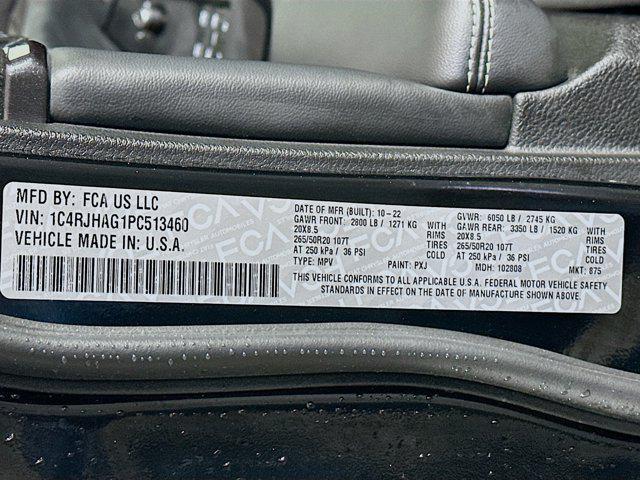 MFD BY: FCA US LLC
VIN: 1C4RJHAG1PC513460
VEHICLE MADE IN U.S.A.
DATE OF MFR (BUILT): 10-22 GVWR: 6050 LB / 2745 KG
GAWR FRONT: 2800 LB / 1271 KG WITH GAWR REAR: 3350 LB / 1520 KG WITH
20X8.5 RIMS 20X8.5 RIMS
265/50R20 107T TIRES 265/50R20 107T TIRES
AT 250 kPa / 36 PSI COLD AT 250 kPa / 36 PSI COLD
TYPE: MPV PAINT: PXJ MDH: 102808 MKT: 875
THIS VEHICLE CONFORMS TO ALL APPLICABLE U.S.A. FEDERAL MOTOR VEHICLE SAFETY
STANDARDS IN EFFECT ON THE DATE OF MANUFACTURE SHOWN ABOVE.